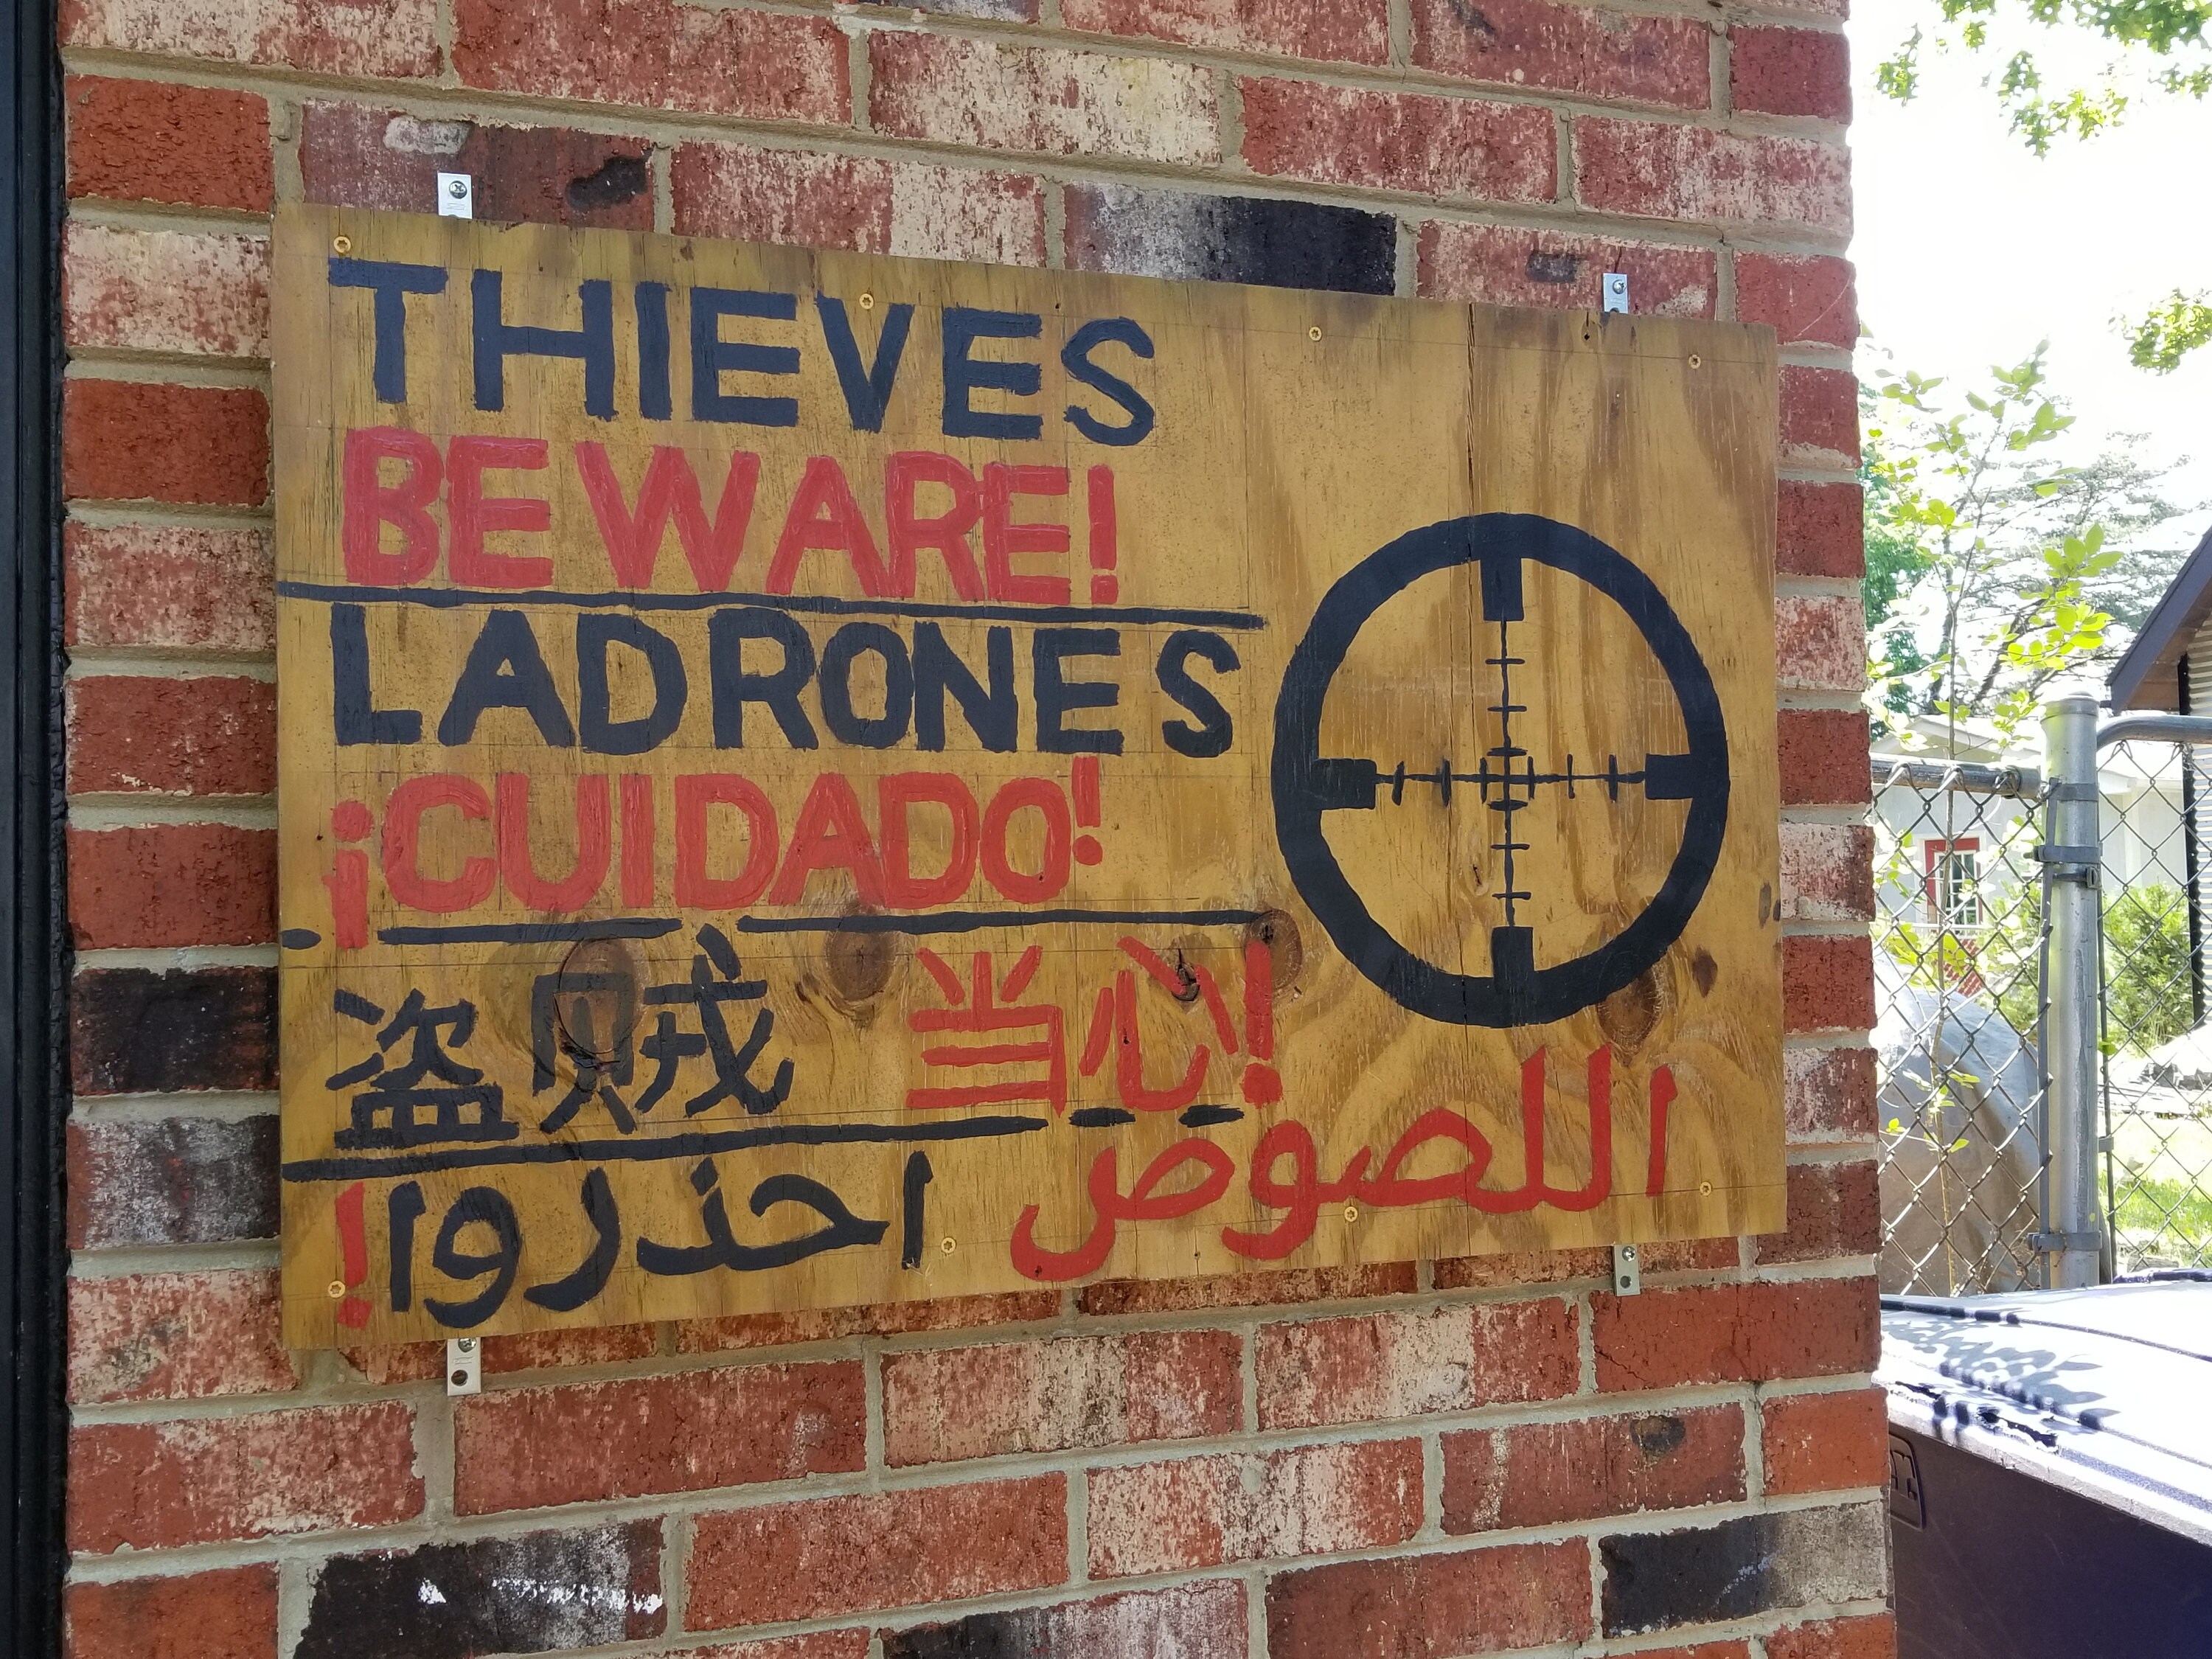 THIEVES
BEWARE!
LADRONES
¡CUIDADO!
盗贼 当心!
اللصوص احذروا!